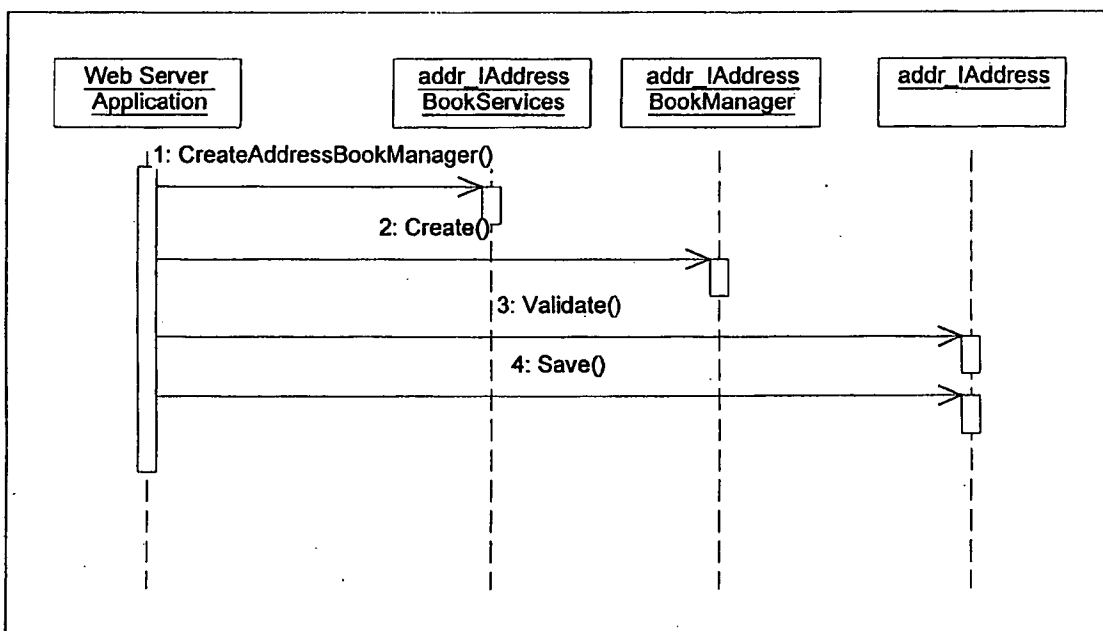 Web Server
Application
addr_IAddress
BookServices
addr_IAddress
BookManager
addr_IAddress
1: CreateAddressBookManager()
2: Create()
3: Validate()
4: Save()